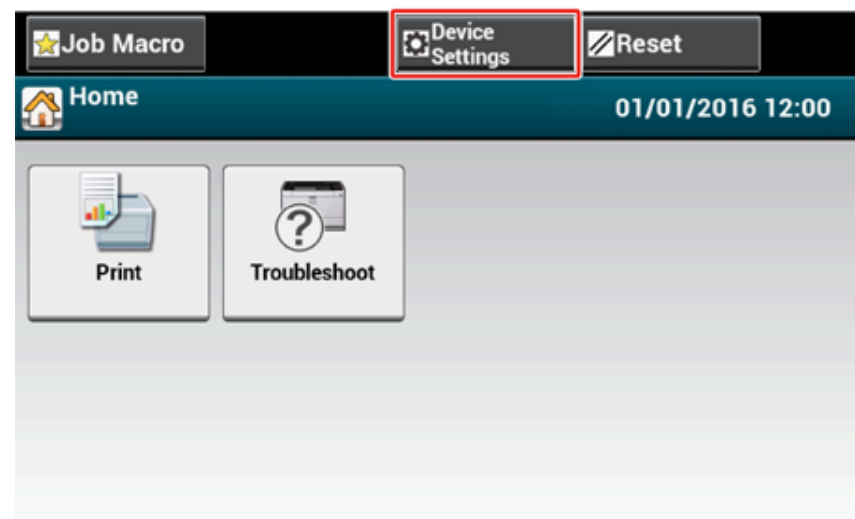 Job Macro
Device
Settings
Reset
Home
01/01/2016 12:00
Print
Troubleshoot